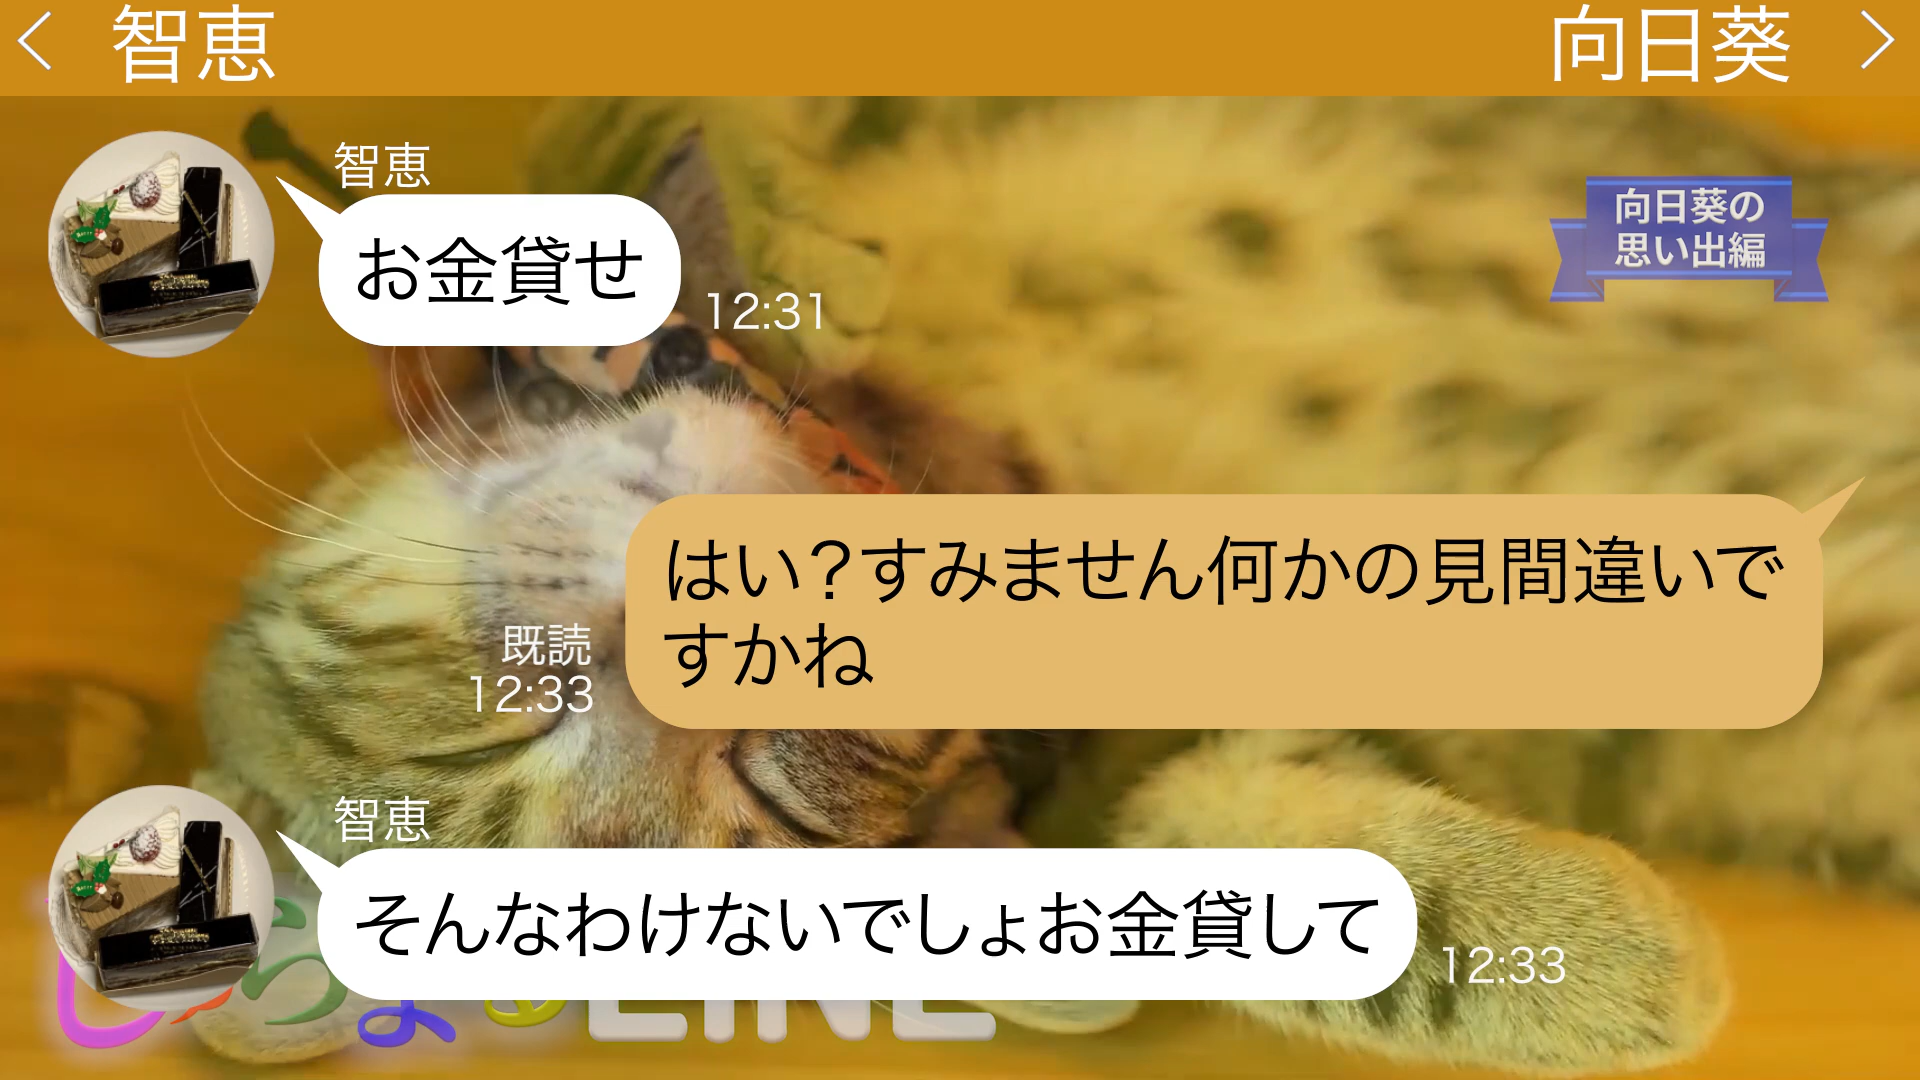 智恵
向日葵
向日葵の
思い出編
智恵
お金貸せ
12:31
はい？すみません何かの見間違いで
すかね
既読
12:33
智恵
そんなわけないでしょお金貸して
12:33
LINE